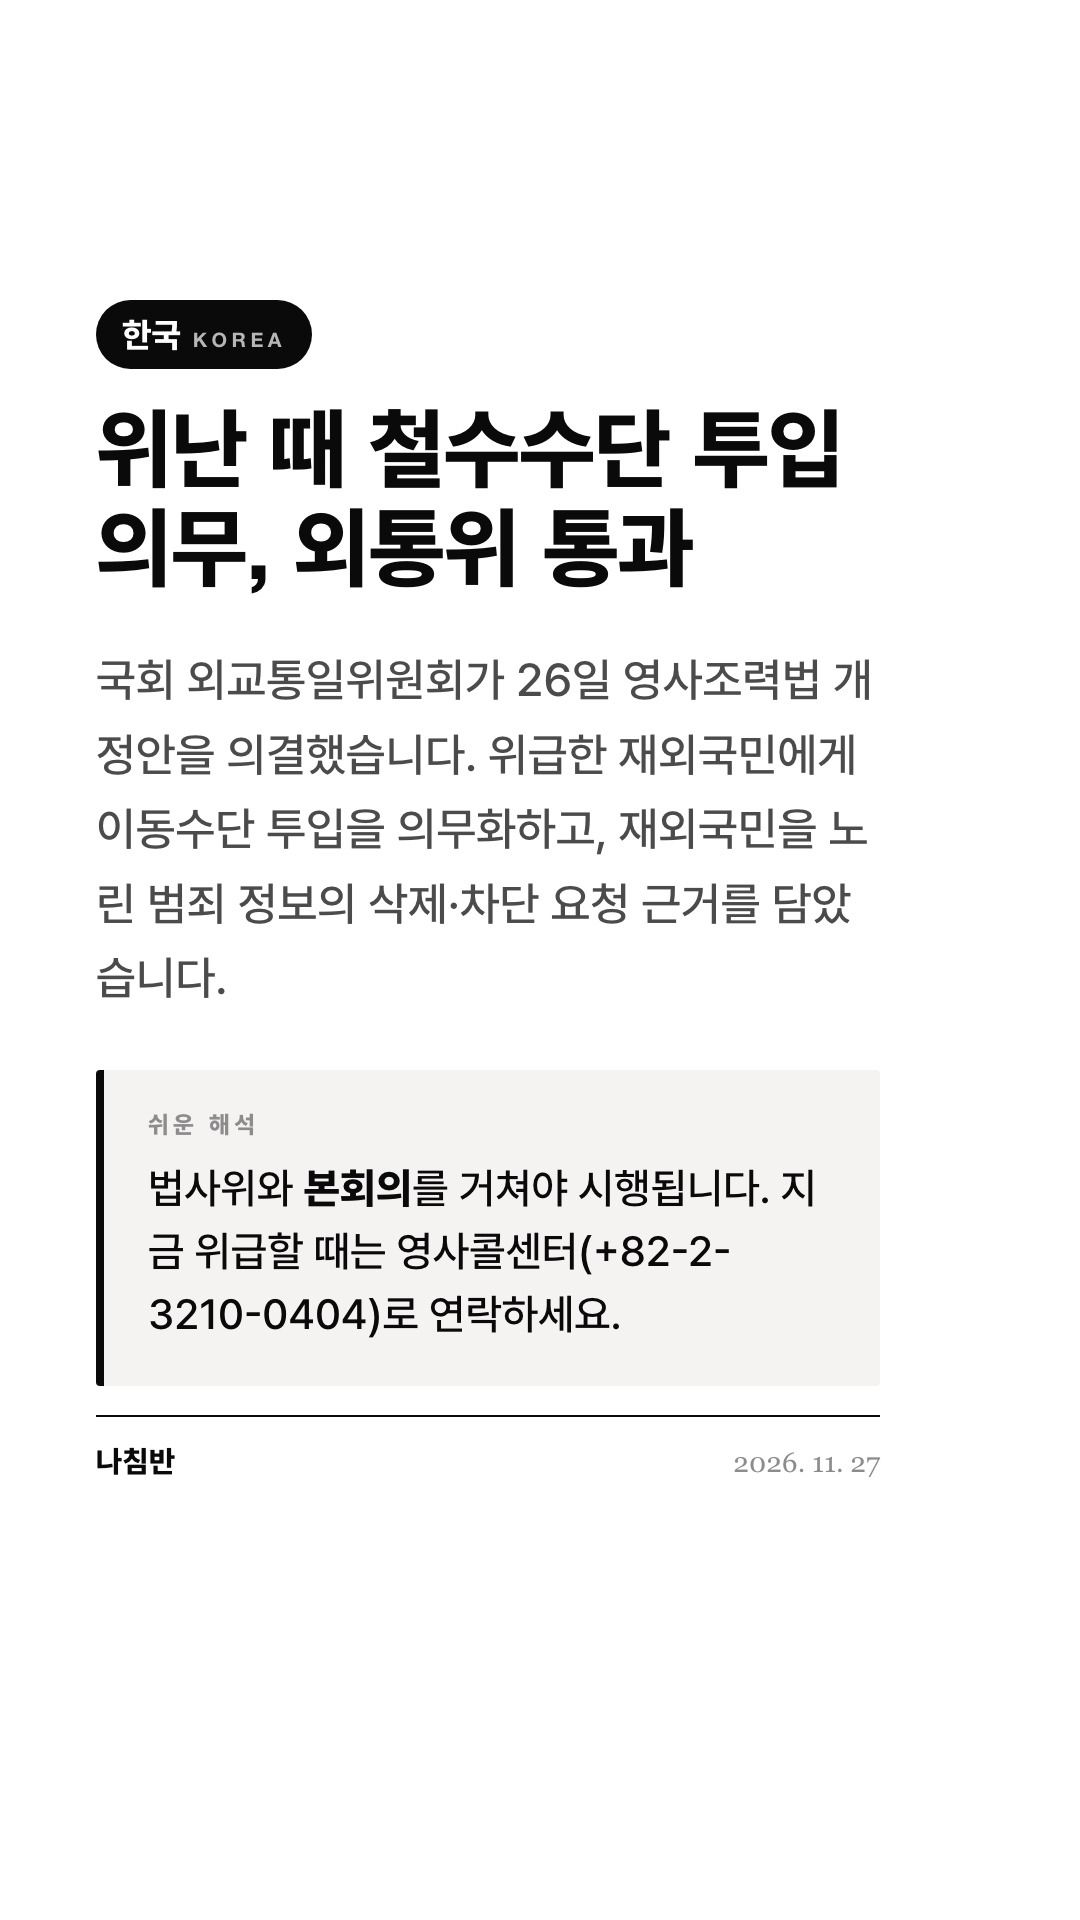 한국 KOREA
위난 때 철수수단 투입
의무, 외통위 통과
국회 외교통일위원회가 26일 영사조력법 개
정안을 의결했습니다. 위급한 재외국민에게
이동수단 투입을 의무화하고, 재외국민을 노
린 범죄 정보의 삭제·차단 요청 근거를 담았
습니다.
쉬운 해석
법사위와 본회의를 거쳐야 시행됩니다. 지
금 위급할 때는 영사콜센터(+82-2-
3210-0404)로 연락하세요.
나침반
2026. 11. 27